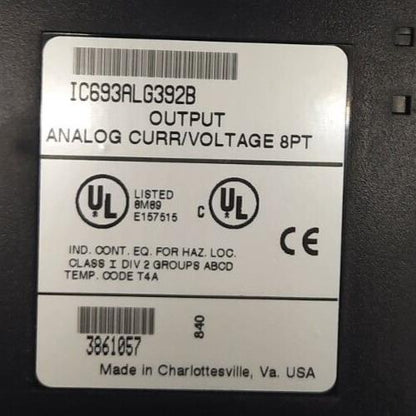 IC693ALG392B
OUTPUT
ANALOG CURR/VOLTAGE 8PT
UL
LISTED
8M89
E157515
C UL
CE
IND. CONT. EQ. FOR HAZ. LOC.
CLASS I DIV 2 GROUPS ABCD
TEMP. CODE T4A
3861057
840
Made in Charlottesville, Va. USA